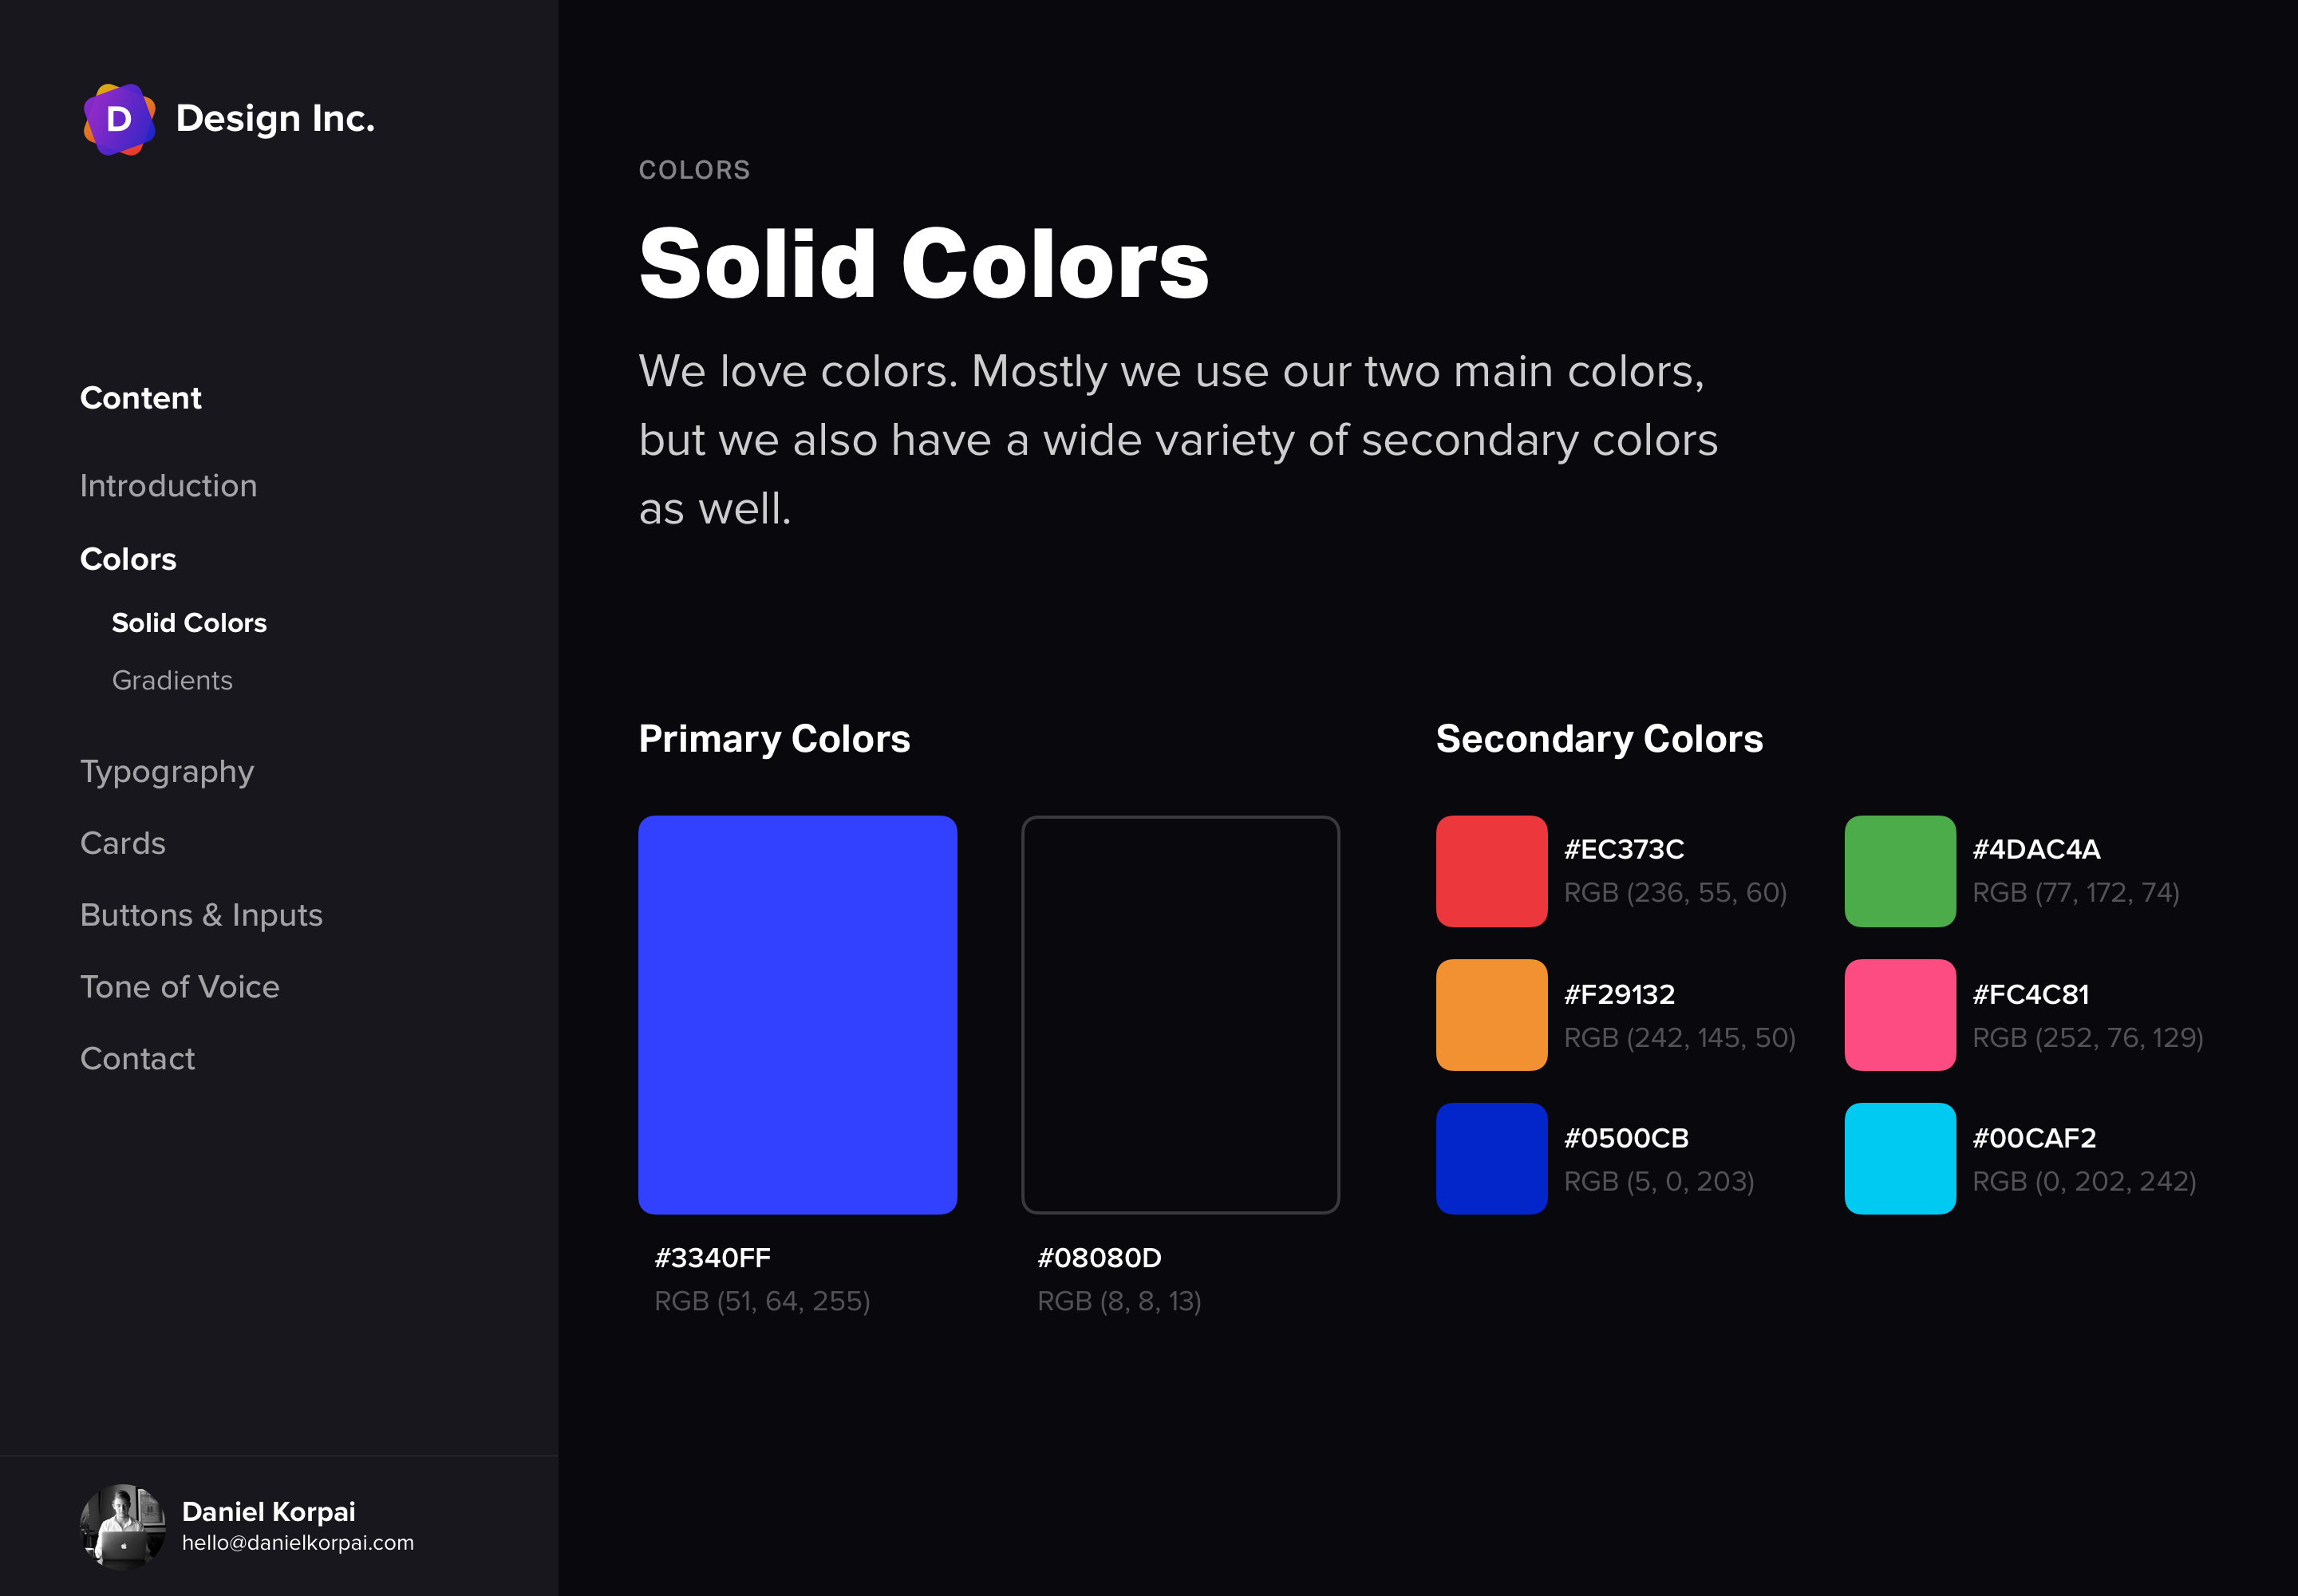 D
Design Inc.
Content
Introduction
Colors
Solid Colors
Gradients
Typography
Cards
Buttons & Inputs
Tone of Voice
Contact
Daniel Korpai
hello@danielkorpai.com
COLORS
Solid Colors
We love colors. Mostly we use our two main colors,
but we also have a wide variety of secondary colors
as well.
Primary Colors
#3340FF
RGB (51, 64, 255)
#08080D
RGB (8, 8, 13)
Secondary Colors
#EC373C
RGB (236, 55, 60)
#4DAC4A
RGB (77, 172, 74)
#F29132
RGB (242, 145, 50)
#FC4C81
RGB (252, 76, 129)
#0500CB
RGB (5, 0, 203)
#00CAF2
RGB (0, 202, 242)